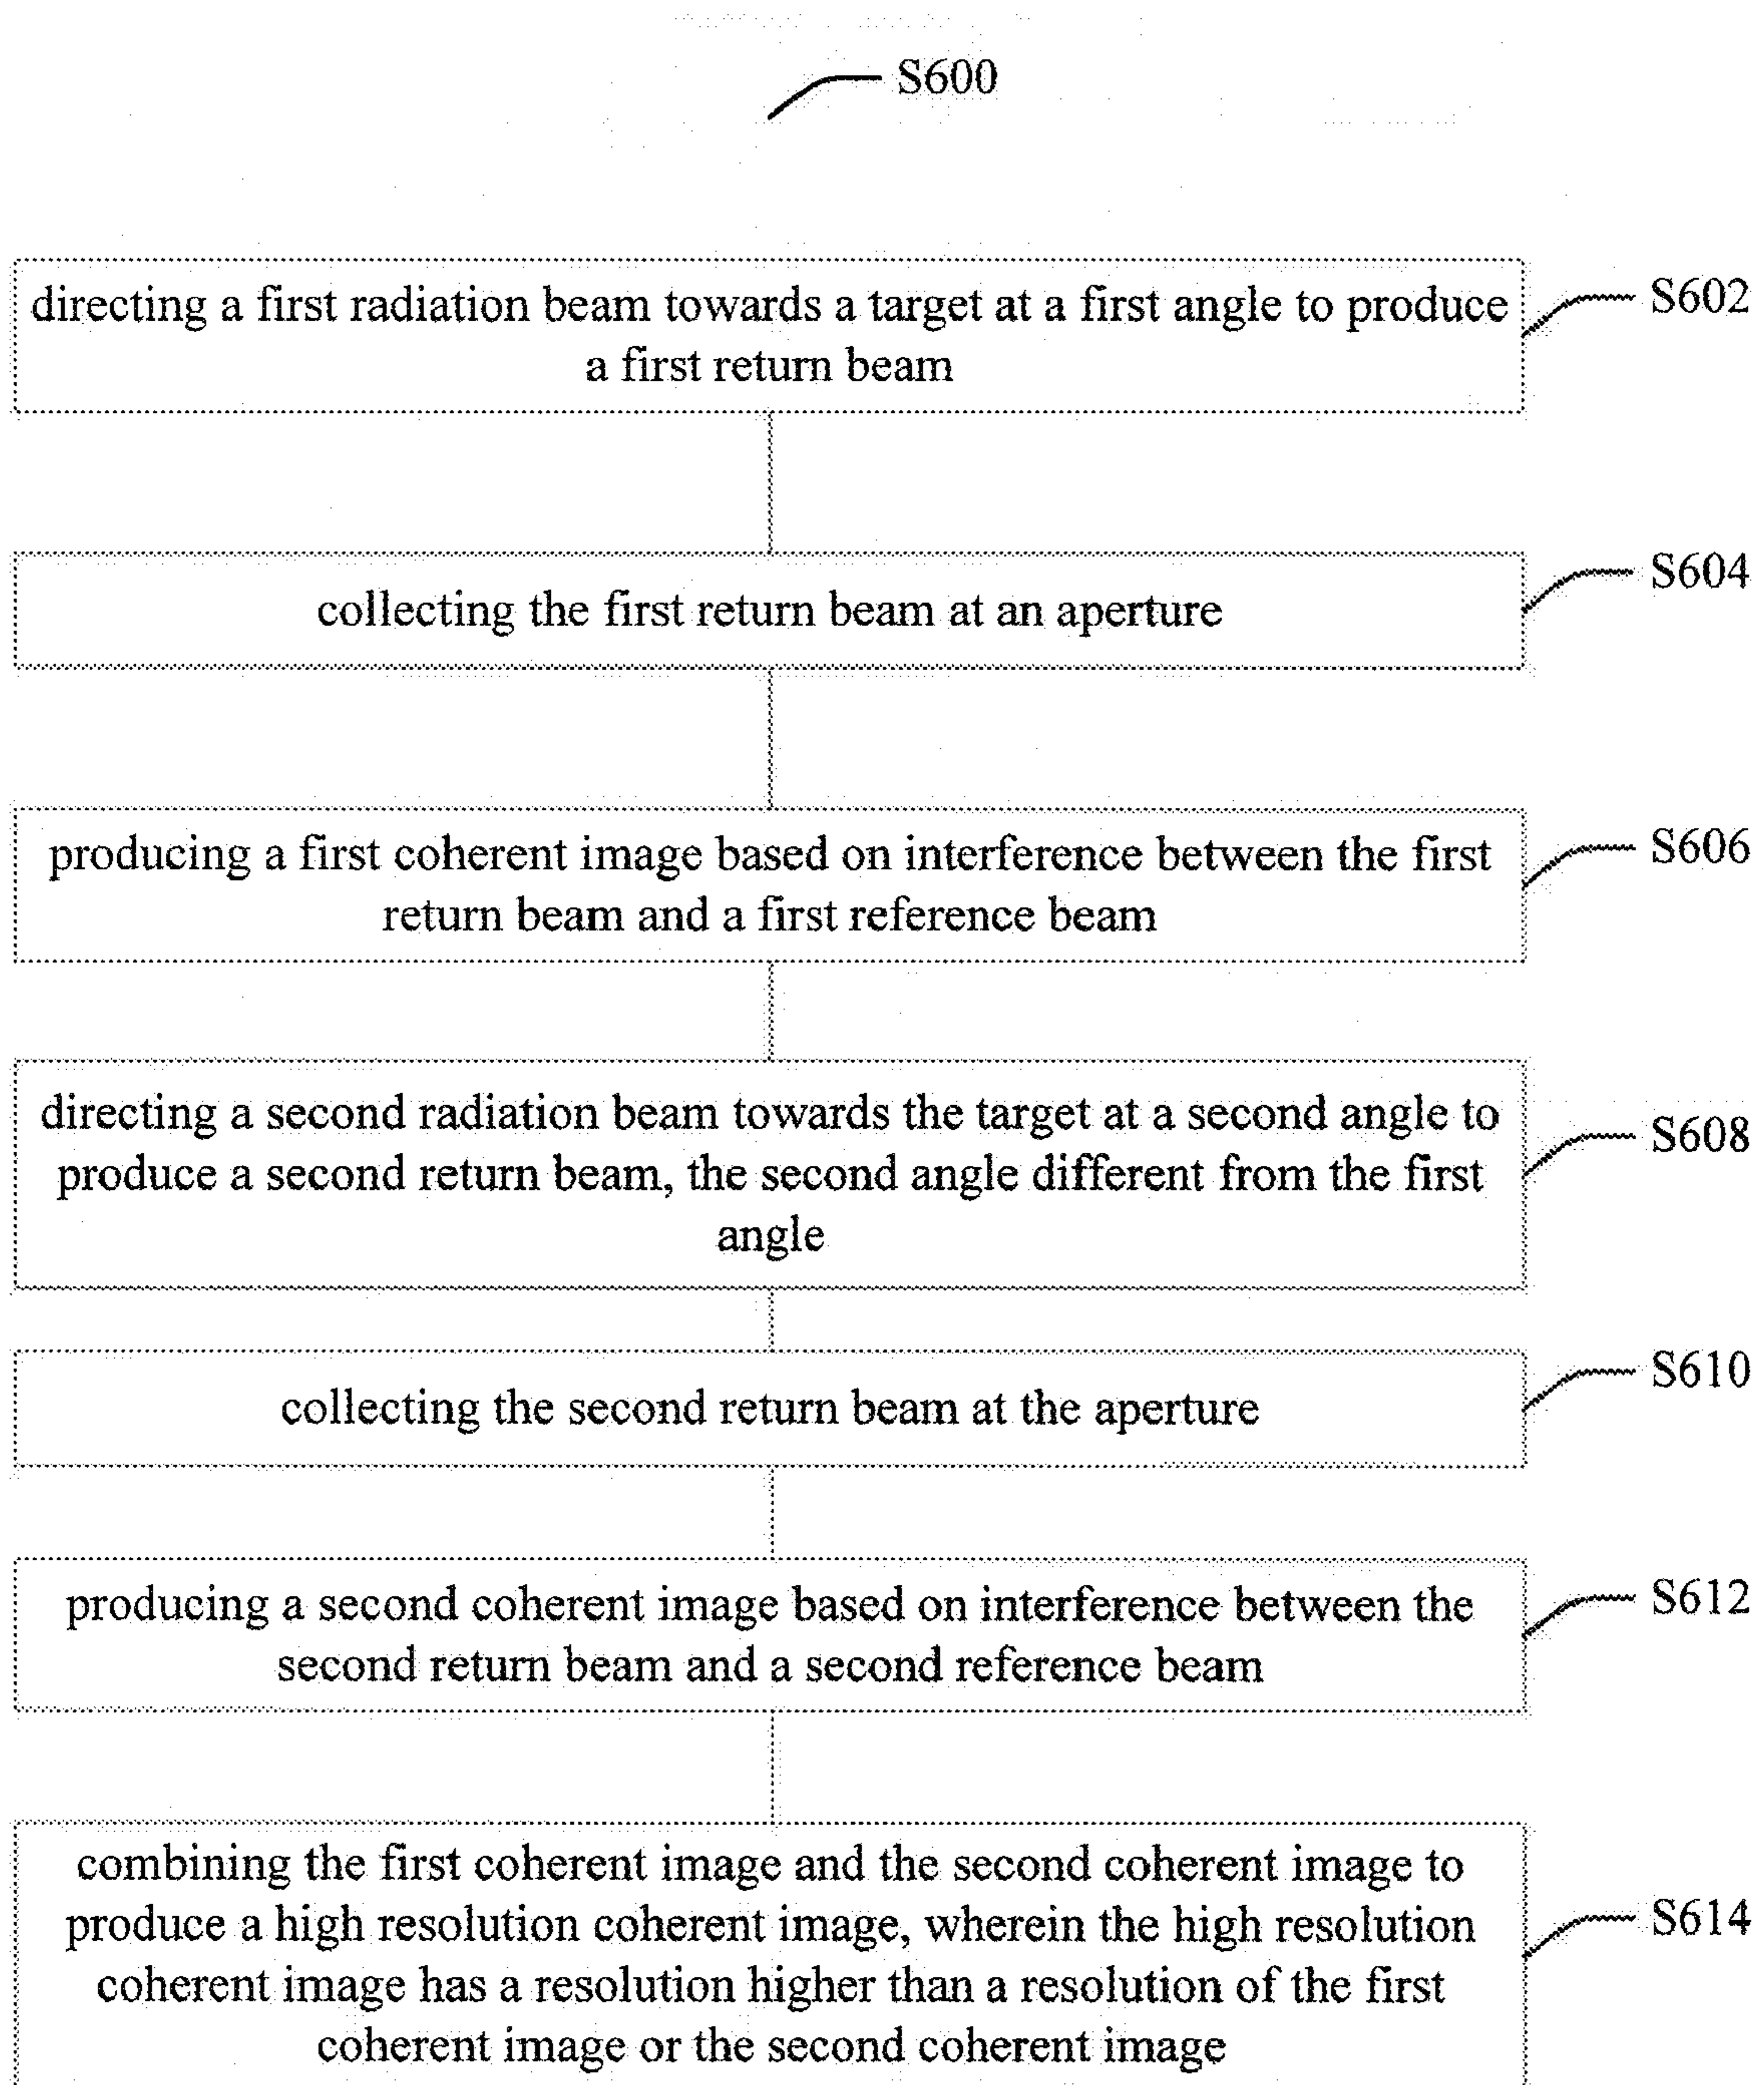 S600
directing a first radiation beam towards a target at a first angle to produce
a first return beam
S602
collecting the first return beam at an aperture
S604
producing a first coherent image based on interference between the first
return beam and a first reference beam
S606
directing a second radiation beam towards the target at a second angle to
produce a second return beam, the second angle different from the first
angle
S608
collecting the second return beam at the aperture
S610
producing a second coherent image based on interference between the
second return beam and a second reference beam
S612
combining the first coherent image and the second coherent image to
produce a high resolution coherent image, wherein the high resolution
coherent image has a resolution higher than a resolution of the first
coherent image or the second coherent image
S614